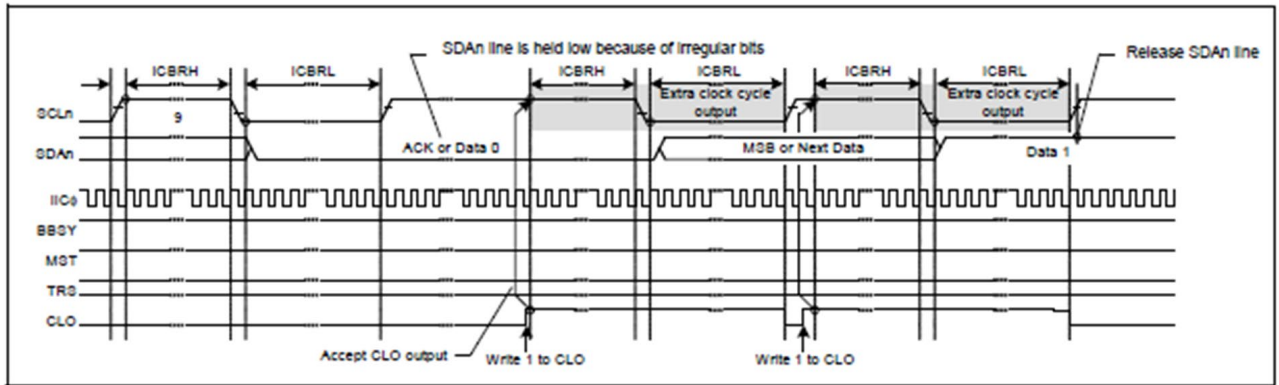 SDAn line is held low because of irregular bits
Release SDAn line
ICBRH ICBRL ICBRH ICBRL ICBRH ICBRL
SCLn 9 Extra clock cycle output Extra clock cycle output
SDAn ACK or Data 0 MSB or Next Data Data 1
IICφ
BBSY
MST
TRS
CLO
Accept CLO output Write 1 to CLO Write 1 to CLO